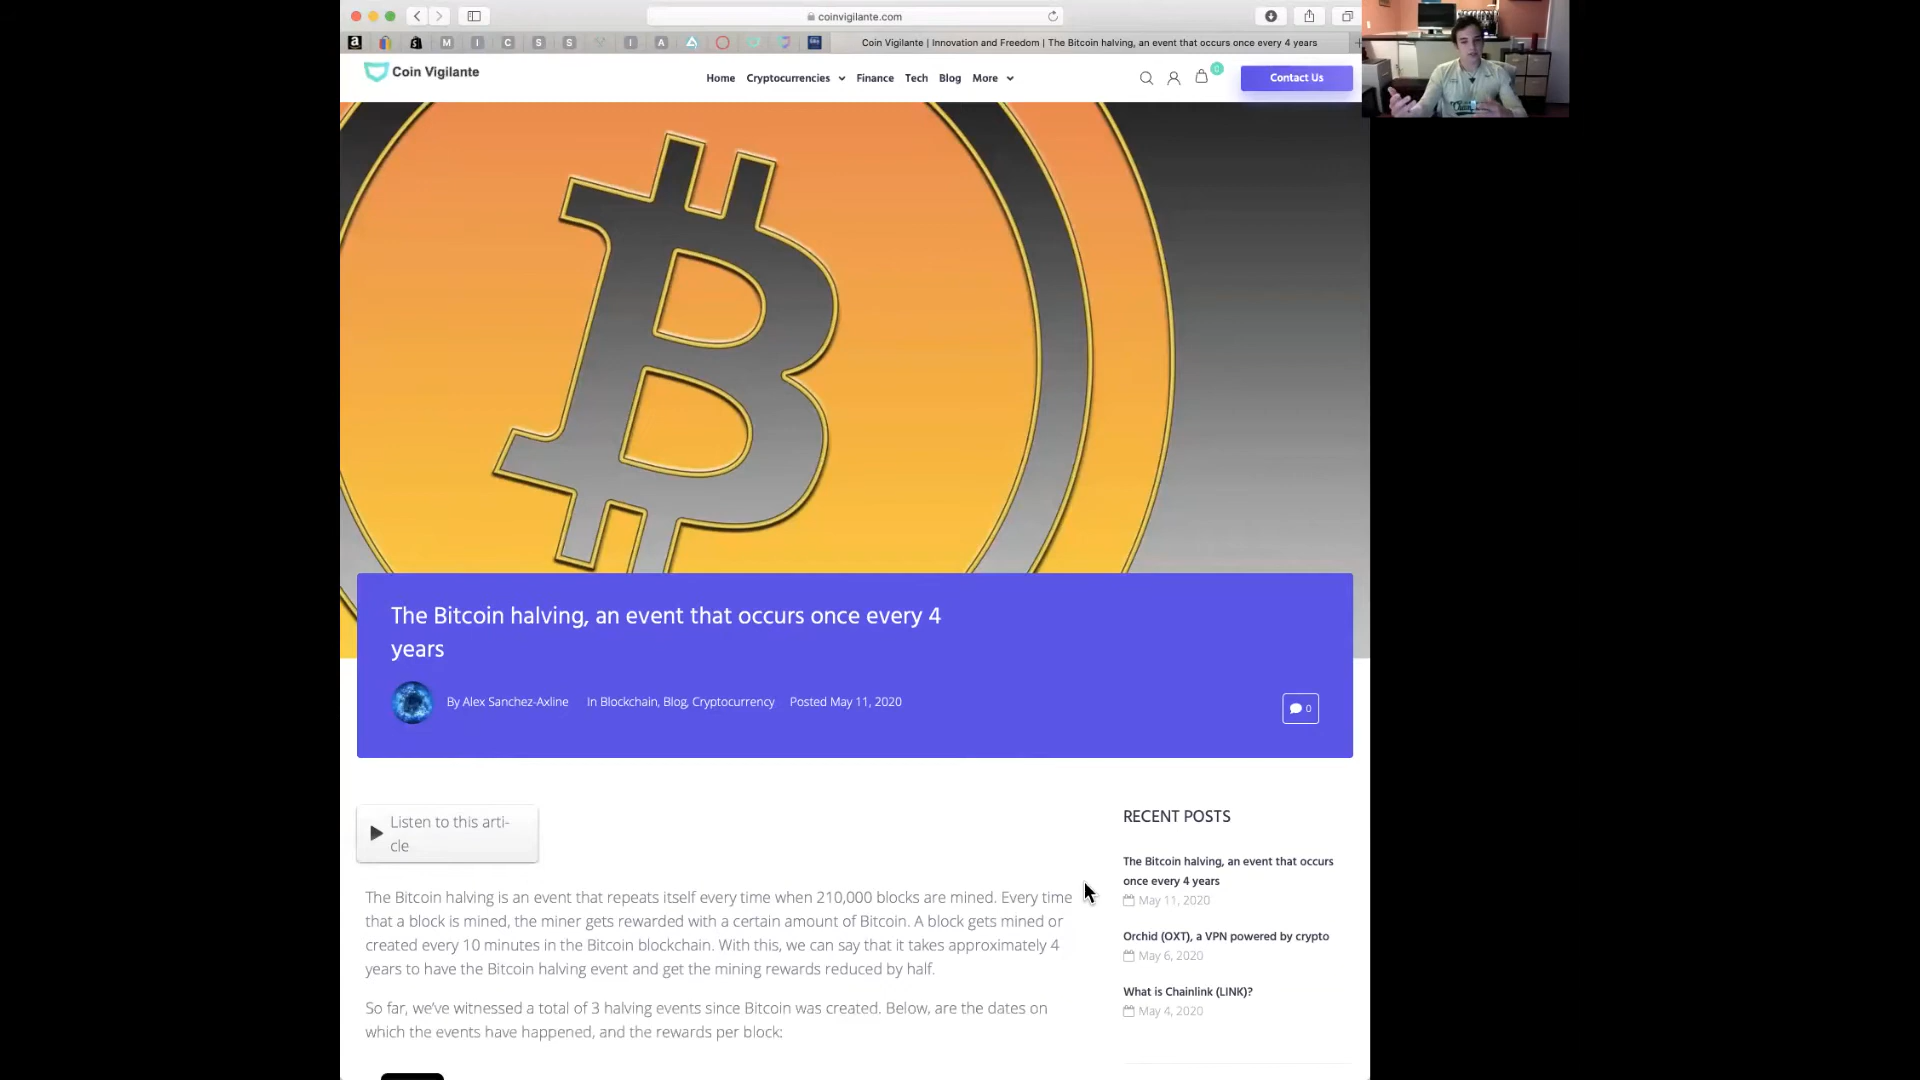 coinvigilante.com
Coin Vigilante | Innovation and Freedom | The Bitcoin halving, an event that occurs once every 4 years
Coin Vigilante
Home Cryptocurrencies Finance Tech Blog More
0
Contact Us
The Bitcoin halving, an event that occurs once every 4
years
By Alex Sanchez-Axline In Blockchain, Blog, Cryptocurrency Posted May 11, 2020
0
Listen to this arti-
cle
The Bitcoin halving is an event that repeats itself every time when 210,000 blocks are mined. Every time
that a block is mined, the miner gets rewarded with a certain amount of Bitcoin. A block gets mined or
created every 10 minutes in the Bitcoin blockchain. With this, we can say that it takes approximately 4
years to have the Bitcoin halving event and get the mining rewards reduced by half.
So far, we’ve witnessed a total of 3 halving events since Bitcoin was created. Below, are the dates on
which the events have happened, and the rewards per block:
RECENT POSTS
The Bitcoin halving, an event that occurs
once every 4 years
May 11, 2020
Orchid (OXT), a VPN powered by crypto
May 6, 2020
What is Chainlink (LINK)?
May 4, 2020